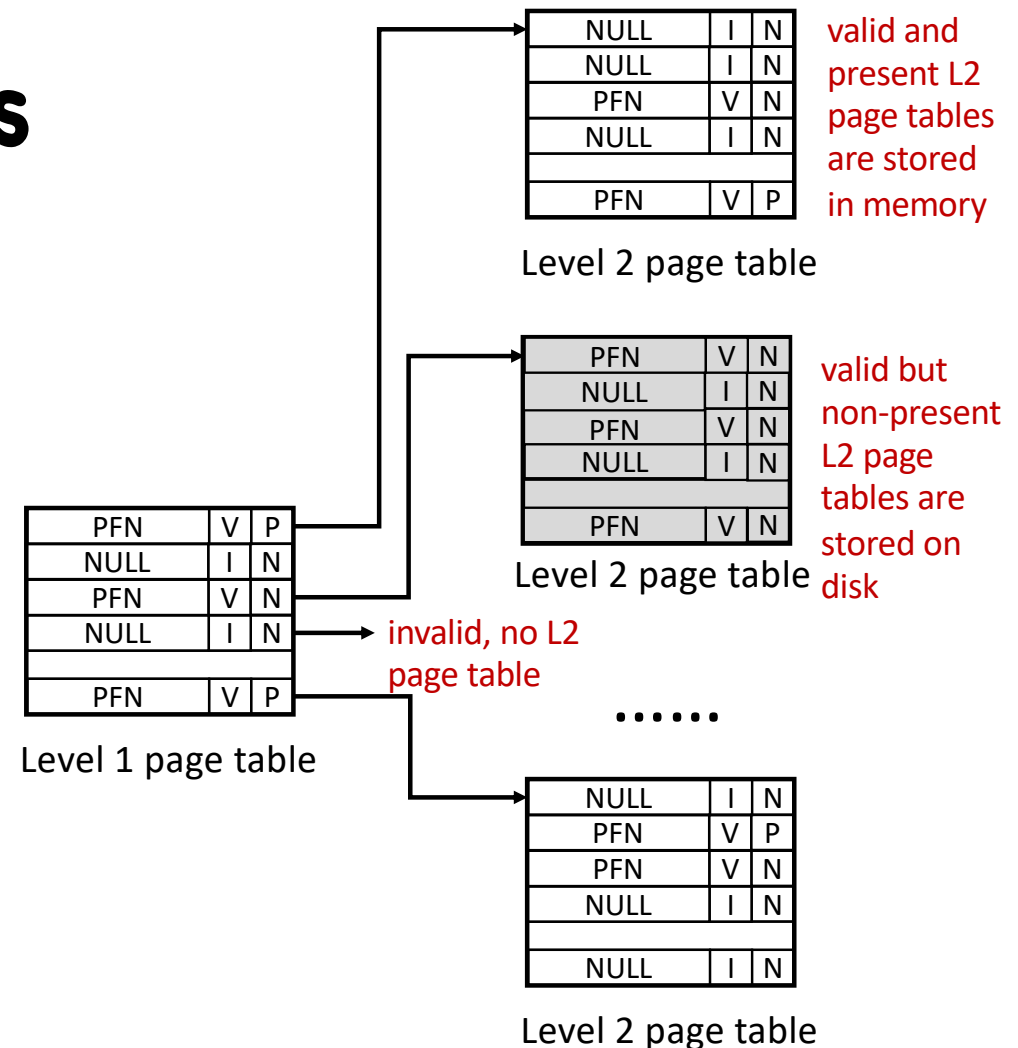 s
NULL I N
NULL I N
PFN V N
NULL I N
PFN V P
Level 2 page table
valid and
present L2
page tables
are stored
in memory
PFN V N
NULL I N
PFN V N
NULL I N
PFN V N
Level 2 page table
valid but
non-present
L2 page
tables are
stored on
disk
PFN V P
NULL I N
PFN V N
NULL I N
PFN V P
Level 1 page table
invalid, no L2
page table
......
NULL I N
PFN V P
PFN V N
NULL I N
NULL I N
Level 2 page table